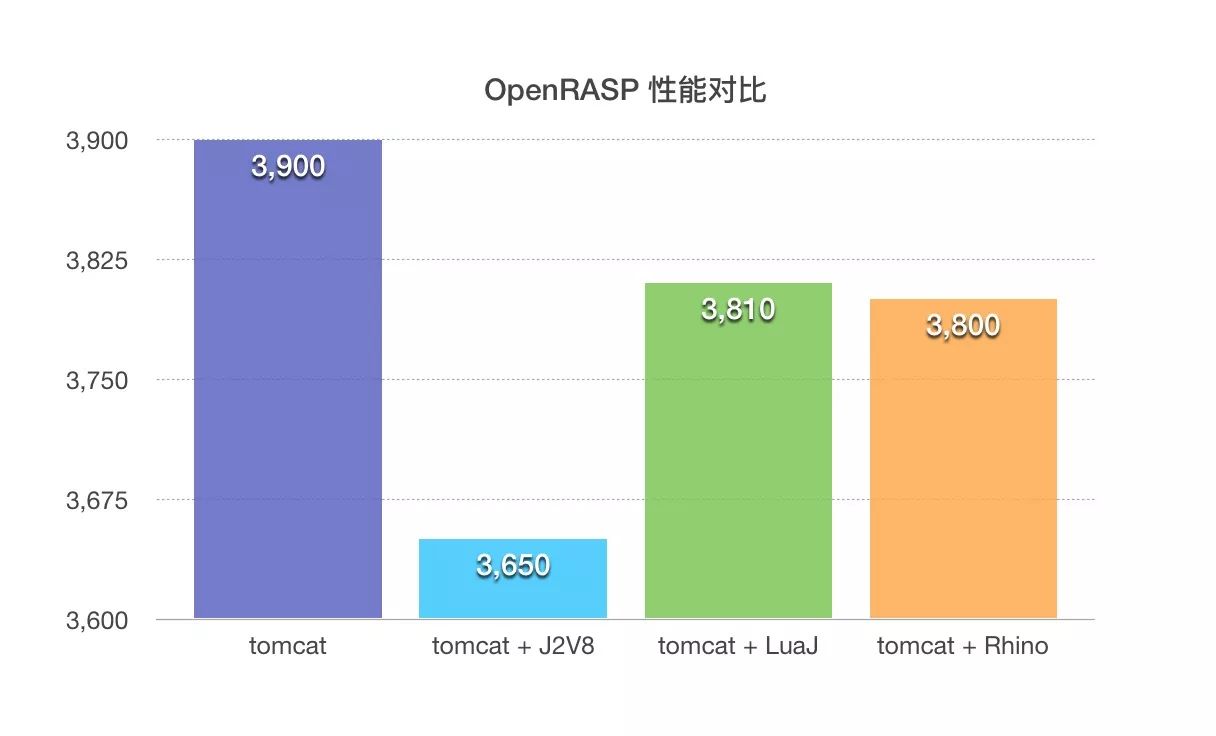 OpenRASP 性能对比
3,900
3,825
3,750
3,675
3,600
3,900
3,650
3,810
3,800
tomcat
tomcat + J2V8
tomcat + LuaJ
tomcat + Rhino